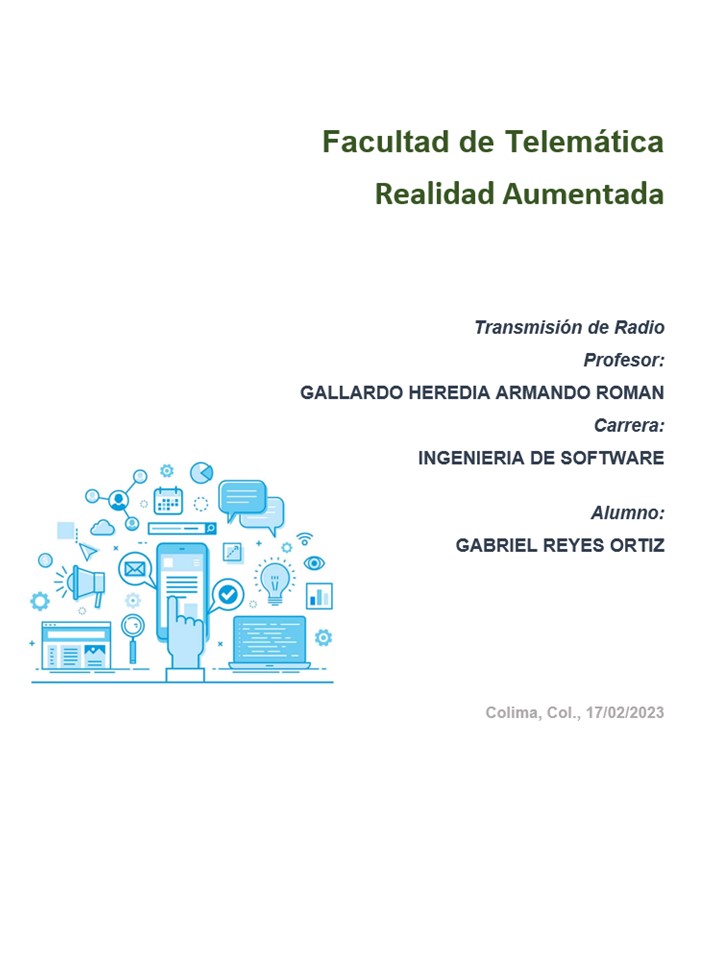 Facultad de Telemática
Realidad Aumentada
Transmisión de Radio
Profesor:
GALLARDO HEREDIA ARMANDO ROMAN
Carrera:
INGENIERIA DE SOFTWARE
Alumno:
GABRIEL REYES ORTIZ
Colima, Col., 17/02/2023